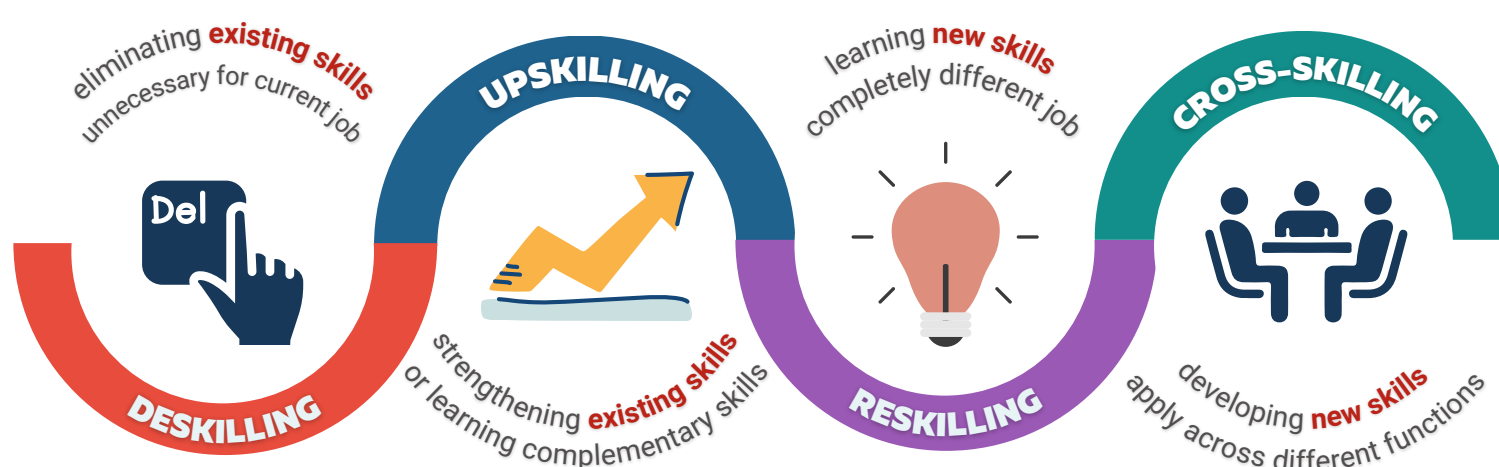 eliminating existing skills
unnecessary for current job
Del
DESKILLING
UPSKILLING
strengthening existing skills
or learning complementary skills
learning new skills
completely different job
RESKILLING
CROSS-SKILLING
developing new skills
apply across different functions